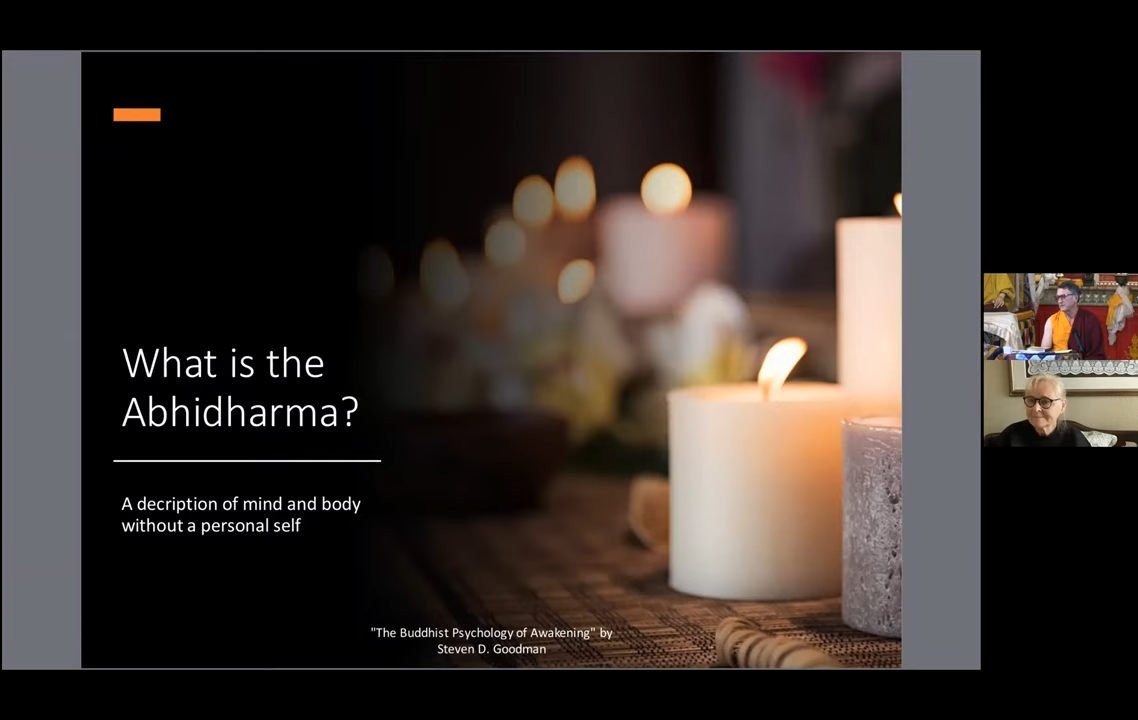 What is the
Abhidharma?
A decription of mind and body
without a personal self
"The Buddhist Psychology of Awakening" by
Steven D. Goodman